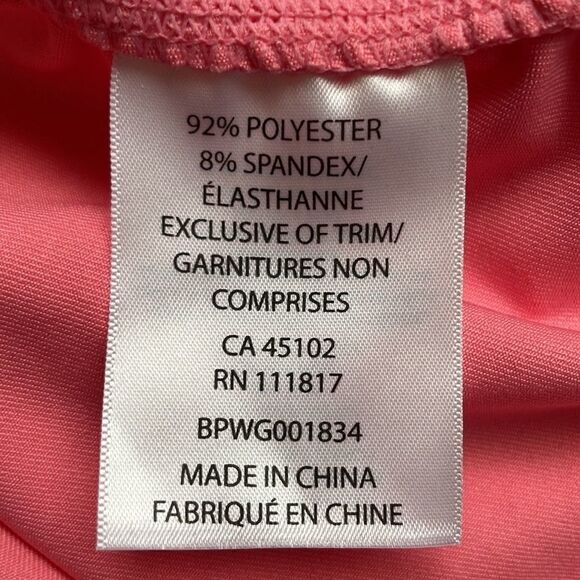 92% POLYESTER
8% SPANDEX/
ÉLASTHANNE
EXCLUSIVE OF TRIM/
GARNITURES NON
COMPRISES
CA 45102
RN 111817
BPWG001834
MADE IN CHINA
FABRIQUÉ EN CHINE